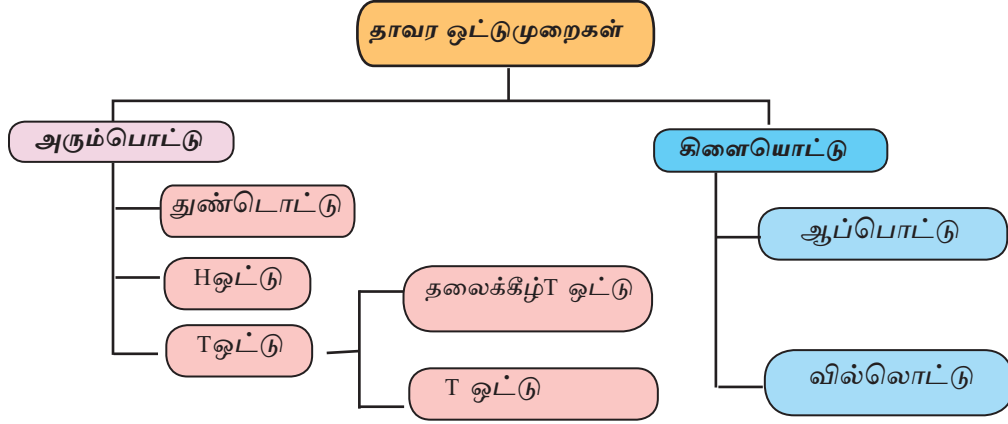 தாவர ஒட்டுமுறைகள்
அரும்பொட்டு
கிளையொட்டு
துண்டொட்டு
ஆப்பொட்டு
Hஒட்டு
தலைக்கீழ்T ஒட்டு
Tஒட்டு
T ஒட்டு
வில்லொட்டு